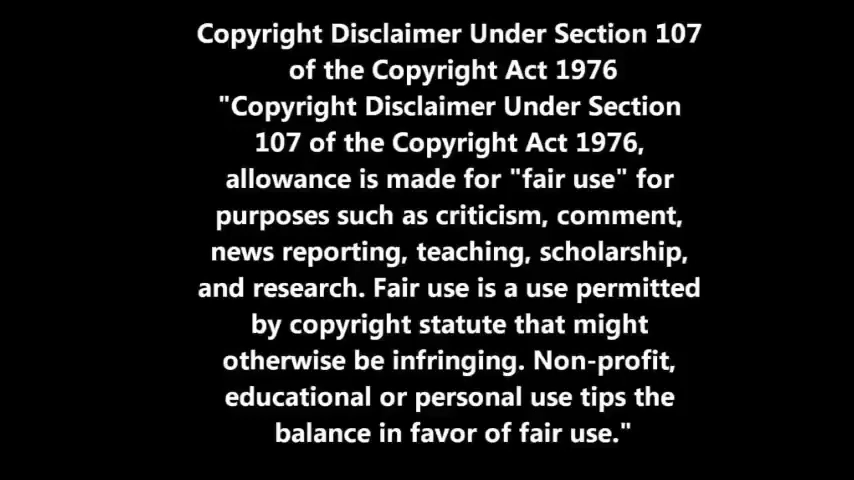 Copyright Disclaimer Under Section 107
of the Copyright Act 1976
"Copyright Disclaimer Under Section
107 of the Copyright Act 1976,
allowance is made for "fair use" for
purposes such as criticism, comment,
news reporting, teaching, scholarship,
and research. Fair use is a use permitted
by copyright statute that might
otherwise be infringing. Non-profit,
educational or personal use tips the
balance in favor of fair use."